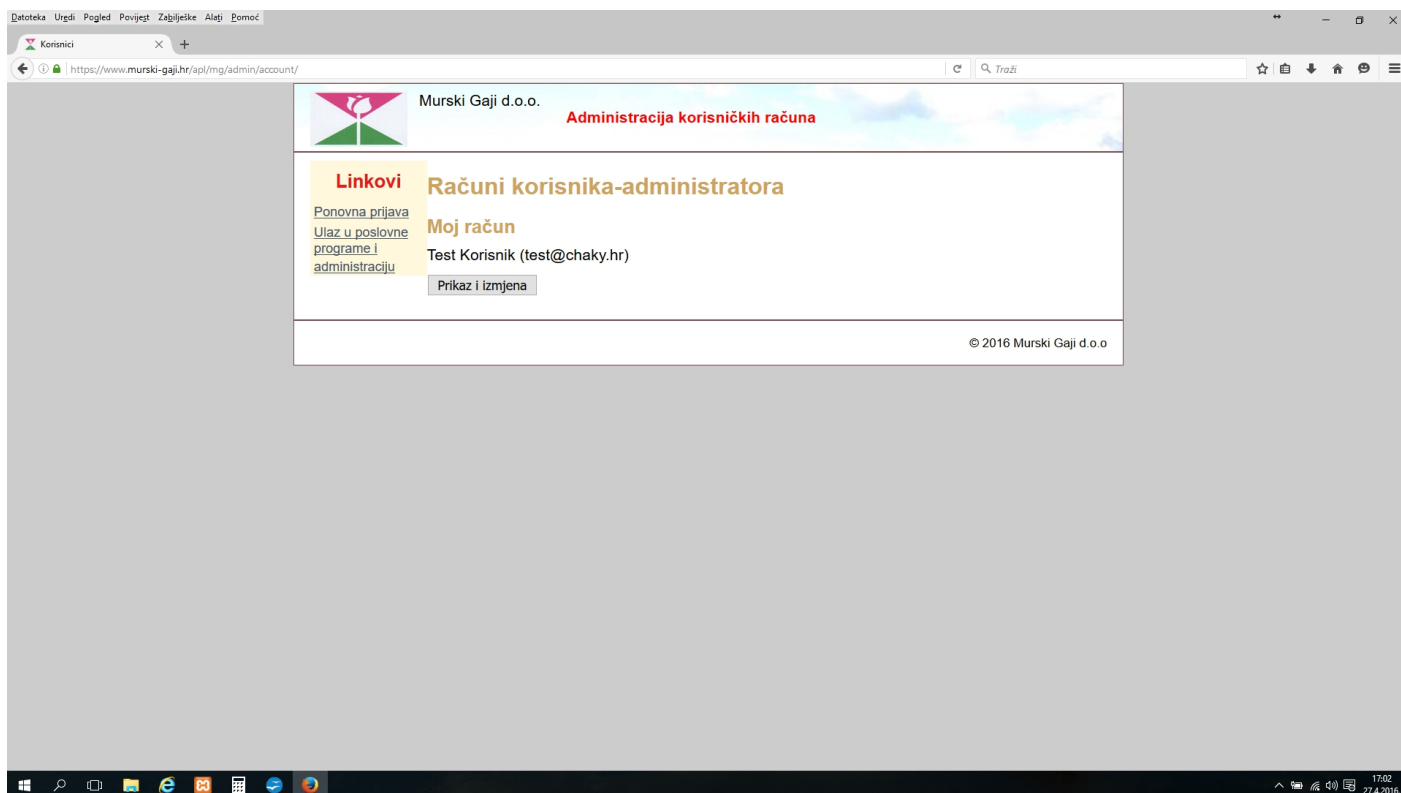 Datoteka Uredi Pogled Povijest Zabilješke Alati Pomoć
Korisnici
https://www.murski-gaji.hr/apl/mg/admin/account/
Traži
Murski Gaji d.o.o.
Administracija korisničkih računa
Linkovi
Ponovna prijava
Ulaz u poslovne
programe i
administraciju
Računi korisnika-administratora
Moj račun
Test Korisnik (test@chaky.hr)
Prikaz i izmjena
© 2016 Murski Gaji d.o.o
17:02
27.4.2016